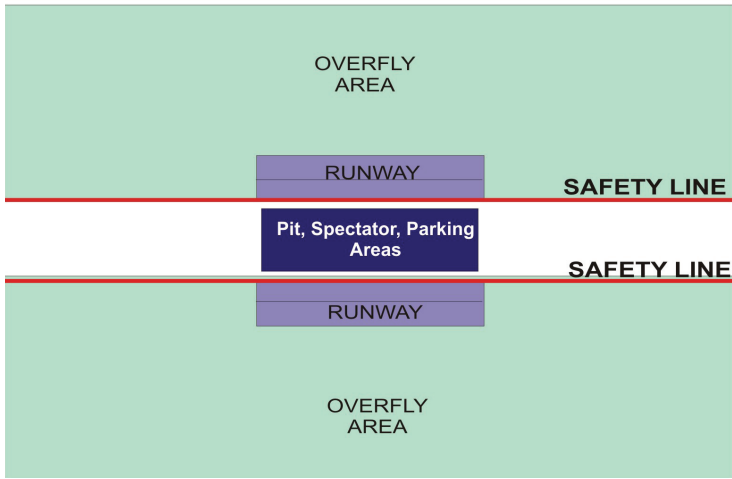 OVERFLY
AREA
RUNWAY
SAFETY LINE
Pit, Spectator, Parking
Areas
SAFETY LINE
RUNWAY
OVERFLY
AREA